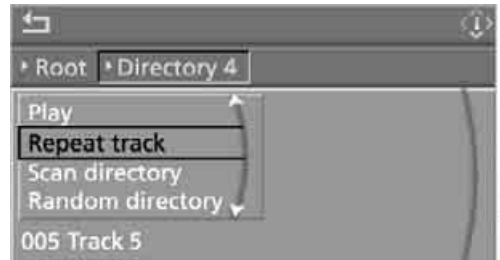 Root Directory 4
Play
Repeat track
Scan directory
Random directory
005 Track 5